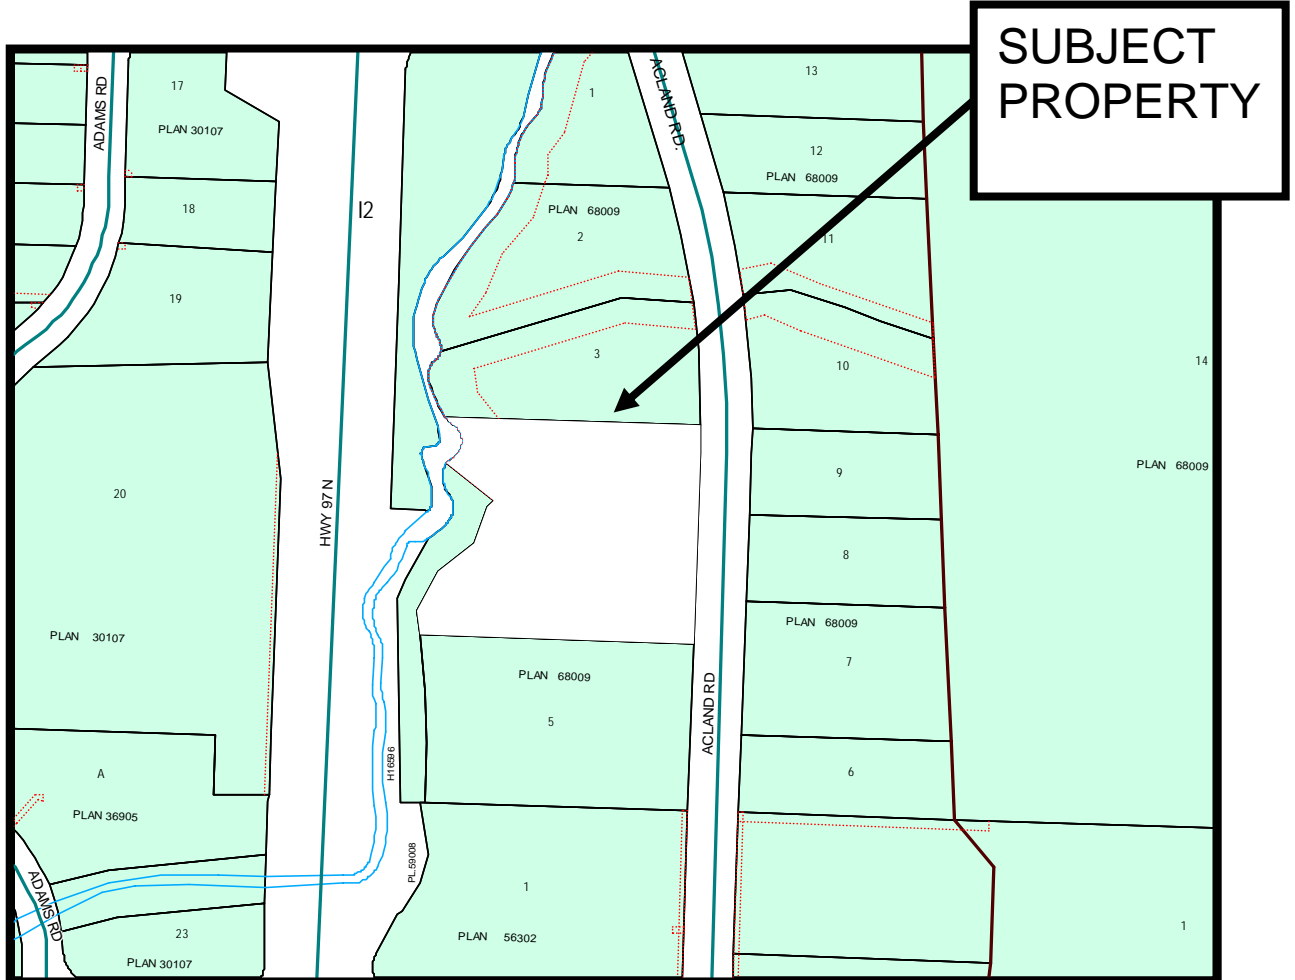 SUBJECT
PROPERTY
ADAMS RD
17
PLAN 30107
18
19
20
PLAN 30107
A
PLAN 36905
ADAMS RD
23
PLAN 30107
I2
HWY 97 N
H16596
PL.59008
1
PLAN 68009
2
3
PLAN 68009
5
1
PLAN 56302
ACLAND RD.
ACLAND RD
13
12
PLAN 68009
11
10
9
8
PLAN 68009
7
6
14
PLAN 68009
1